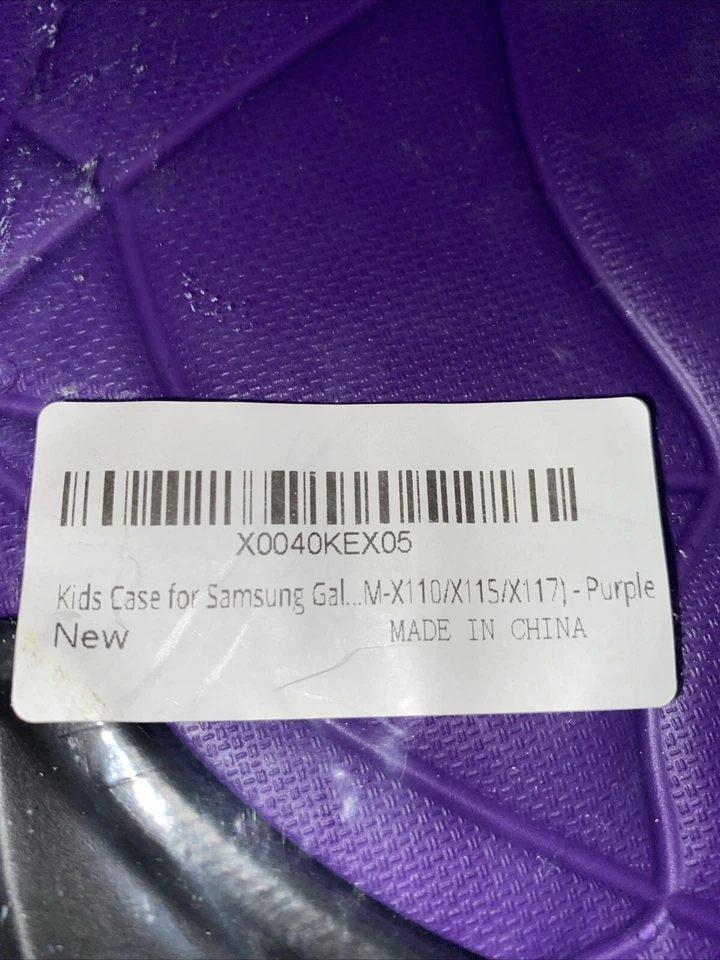 X0040KEX05
Kids Case for Samsung Gal...M-X110/X115/X117) - Purple
New MADE IN CHINA